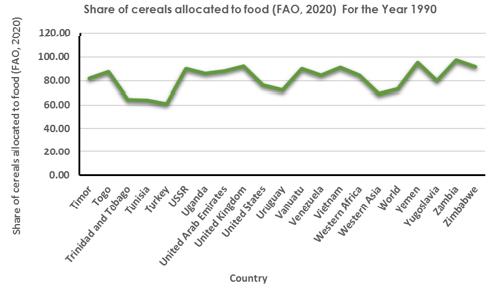 Share of cereals allocated to food (FAO, 2020) For the Year 1990
Share of cereals allocated to food (FAO, 2020)
120.00
100.00
80.00
60.00
40.00
20.00
0.00
Timor
Togo
Trinidad and Tobago
Tunisia
Turkey
USSR
Uganda
United Arab Emirates
United Kingdom
United States
Uruguay
Vanuatu
Venezuela
Vietnam
Western Africa
Western Asia
World
Yemen
Yugoslavia
Zambia
Zimbabwe
Country